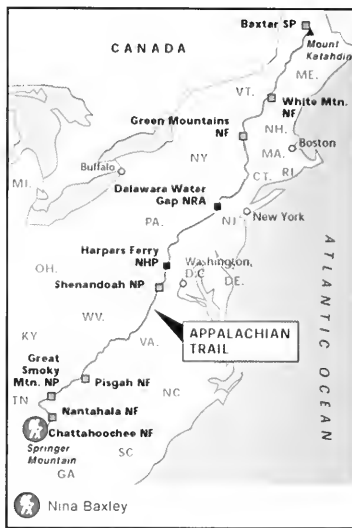 Baxtar SP
CANADA
Mount
Katahdin
ME.
VT.
White Mtn.
NF
Green Mountains
NF
NH.
Boston
MA.
NY
Buffalo
CT.
RI.
MI.
Dalawara Water
Gap NRA
PA.
NJ
New York
Harpars Ferry
NHP
OH.
Washington,
D.C.
DE.
Shenandoah NP
WV.
KY
VA.
APPALACHIAN
TRAIL
ATLANTIC OCEAN
Great
Smoky
Mtn. NP
Pisgah NF
TN
NC
Nantahala NF
Chattahoochee NF
Springer
Mountain
SC
GA
Nina Baxley